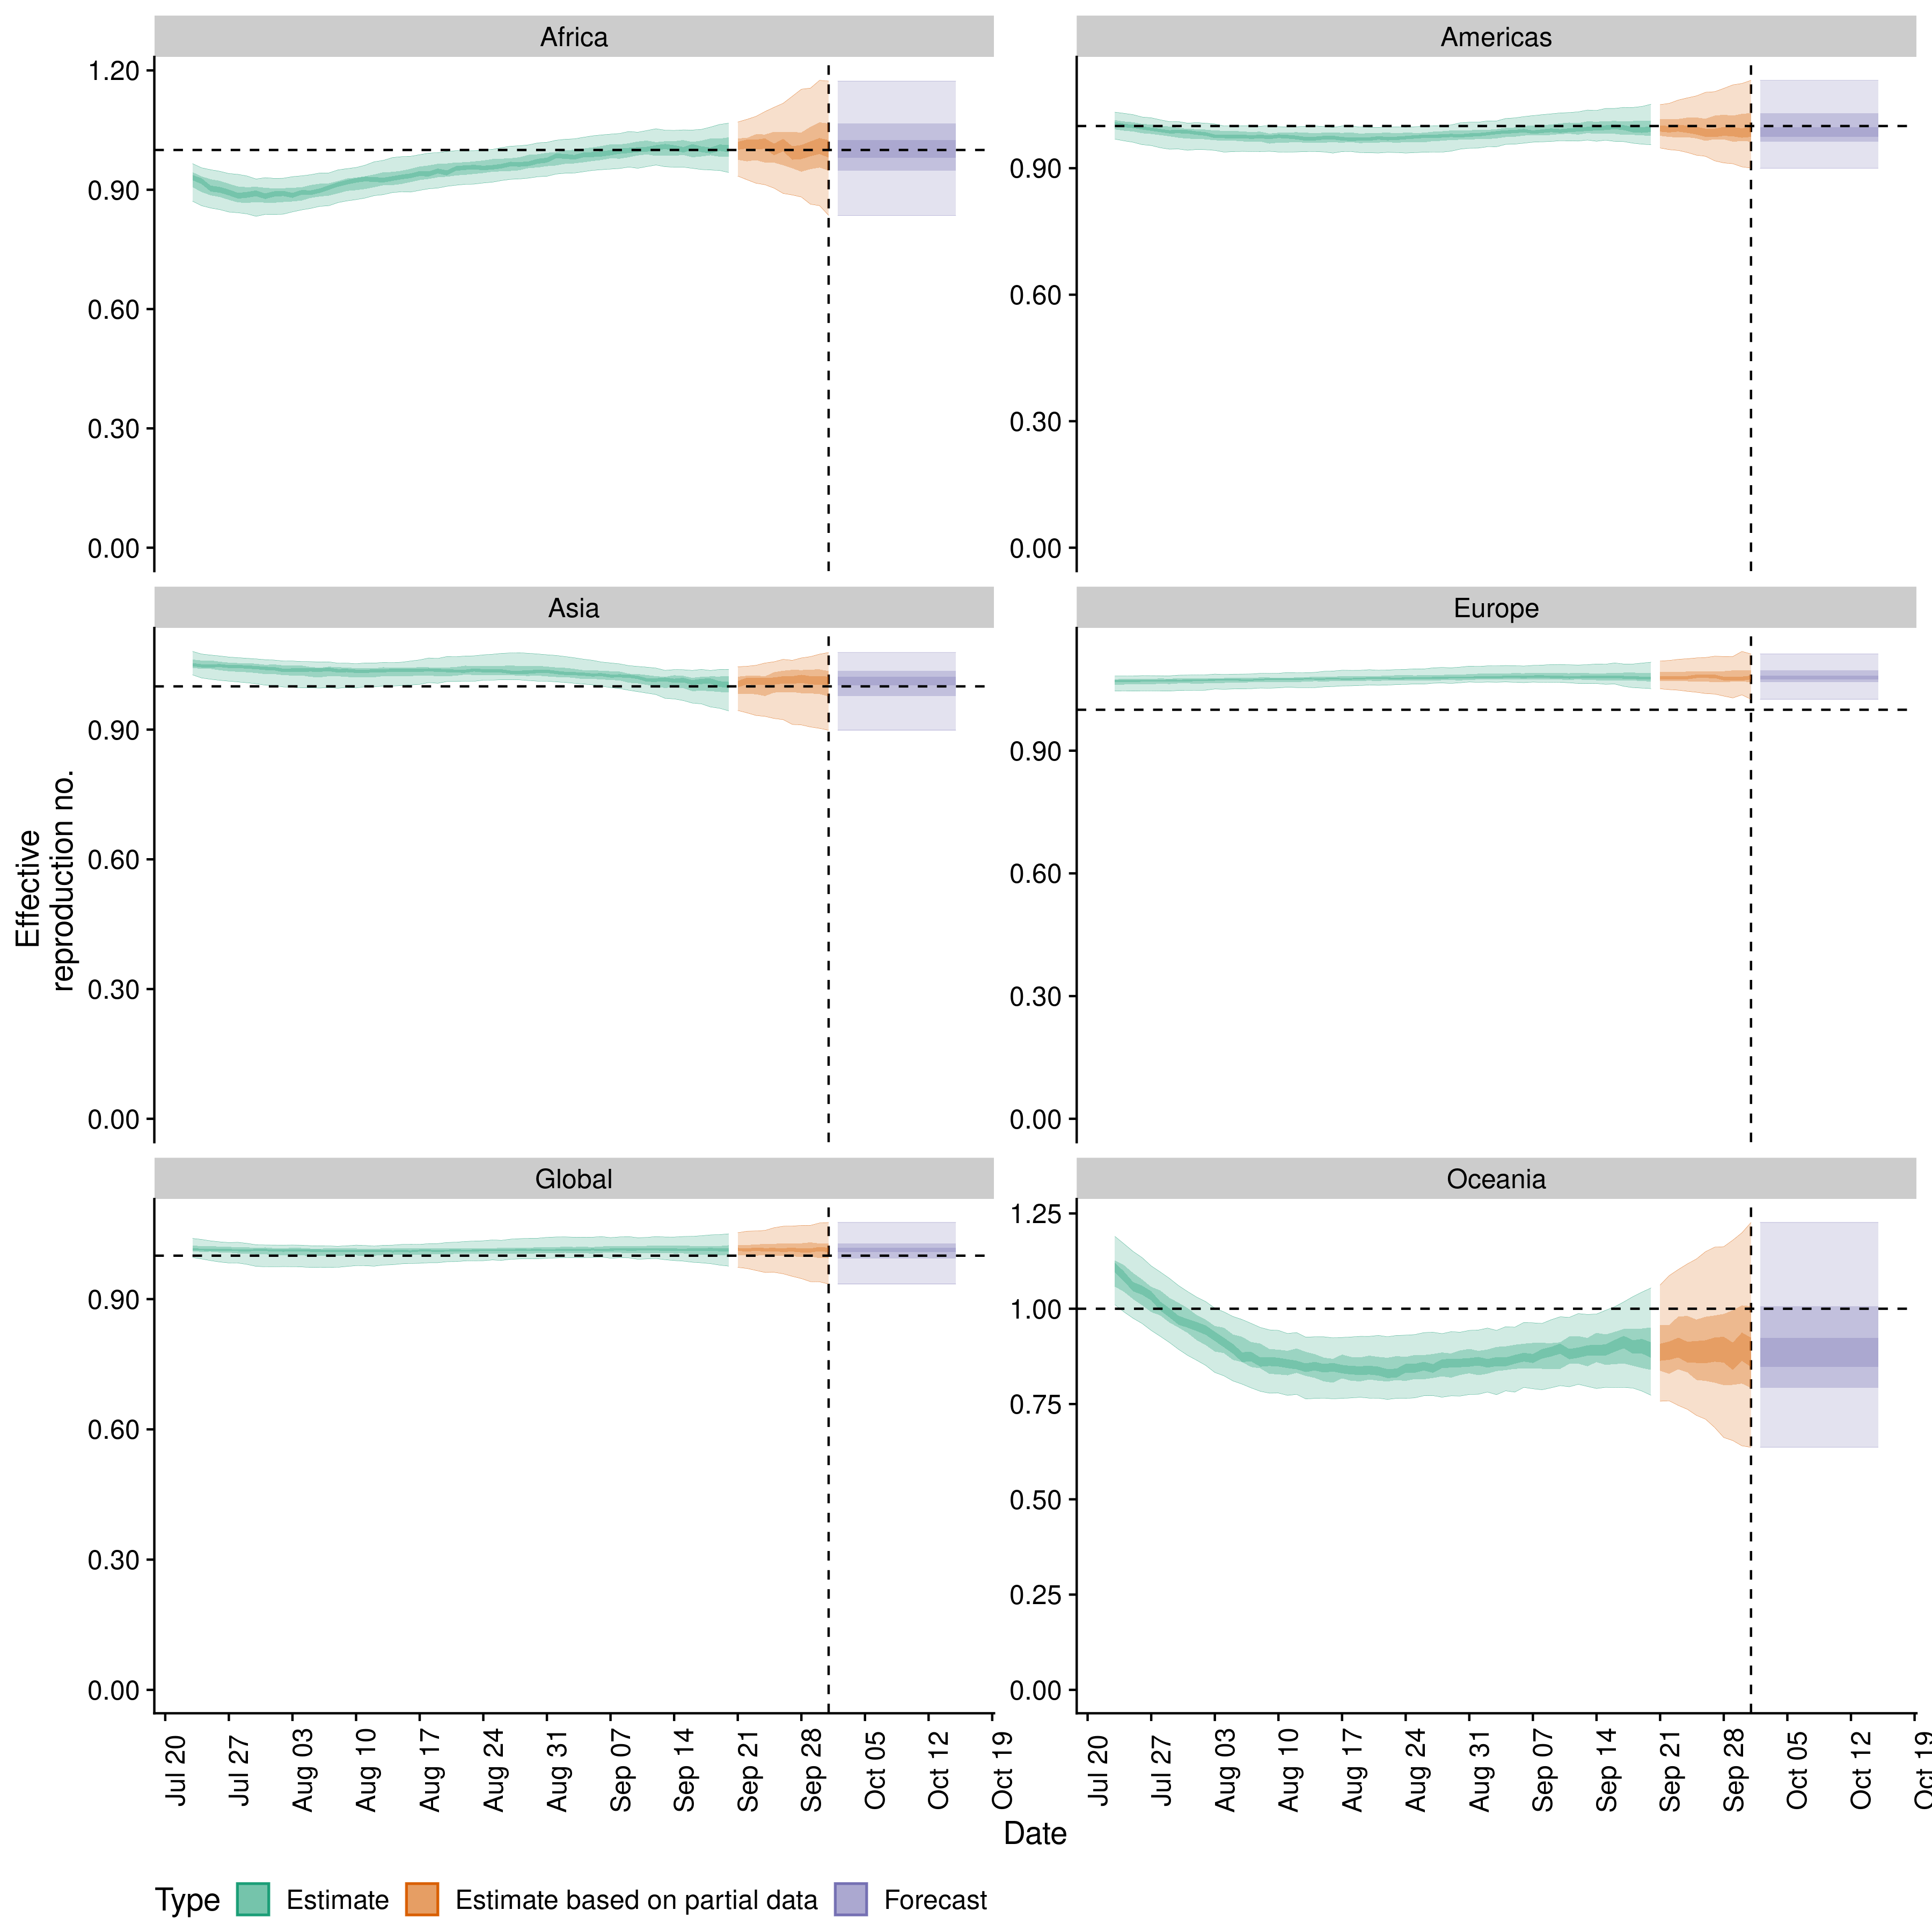 Africa
Americas
1.20
0.90
0.60
0.30
0.00
0.90
0.60
0.30
0.00
Asia
Europe
0.90
0.60
0.30
0.00
0.90
0.60
0.30
0.00
Effective
reproduction no.
Global
Oceania
0.90
0.60
0.30
0.00
1.25
1.00
0.75
0.50
0.25
0.00
Jul 20
Jul 27
Aug 03
Aug 10
Aug 17
Aug 24
Aug 31
Sep 07
Sep 14
Sep 21
Sep 28
Oct 05
Oct 12
Oct 19
Jul 20
Jul 27
Aug 03
Aug 10
Aug 17
Aug 24
Aug 31
Sep 07
Sep 14
Sep 21
Sep 28
Oct 05
Oct 12
Oct 19
Date
Type
Estimate
Estimate based on partial data
Forecast